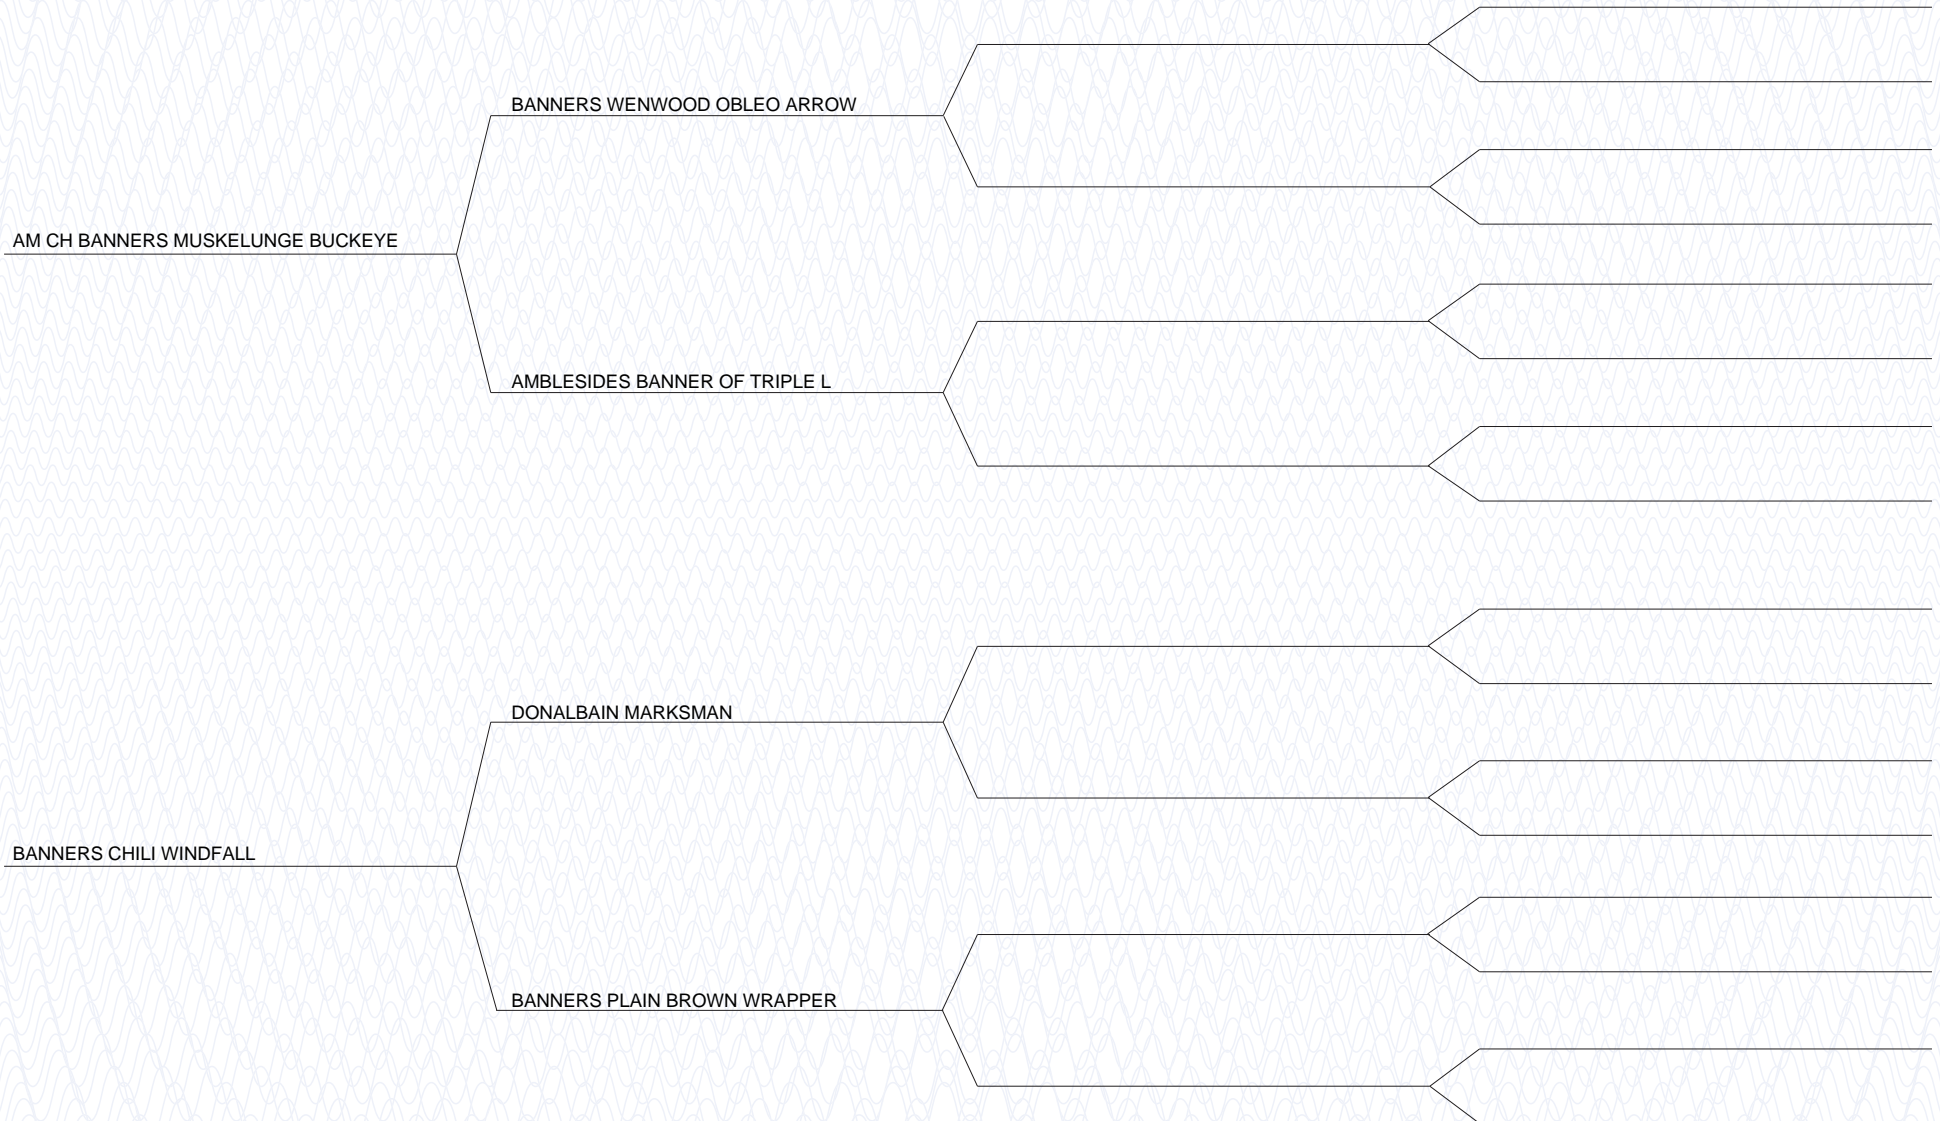 BANNERS WENWOOD OBLEO ARROW
AM CH BANNERS MUSKELUNGE BUCKEYE
AMBLESIDES BANNER OF TRIPLE L
DONALBAIN MARKSMAN
BANNERS CHILI WINDFALL
BANNERS PLAIN BROWN WRAPPER